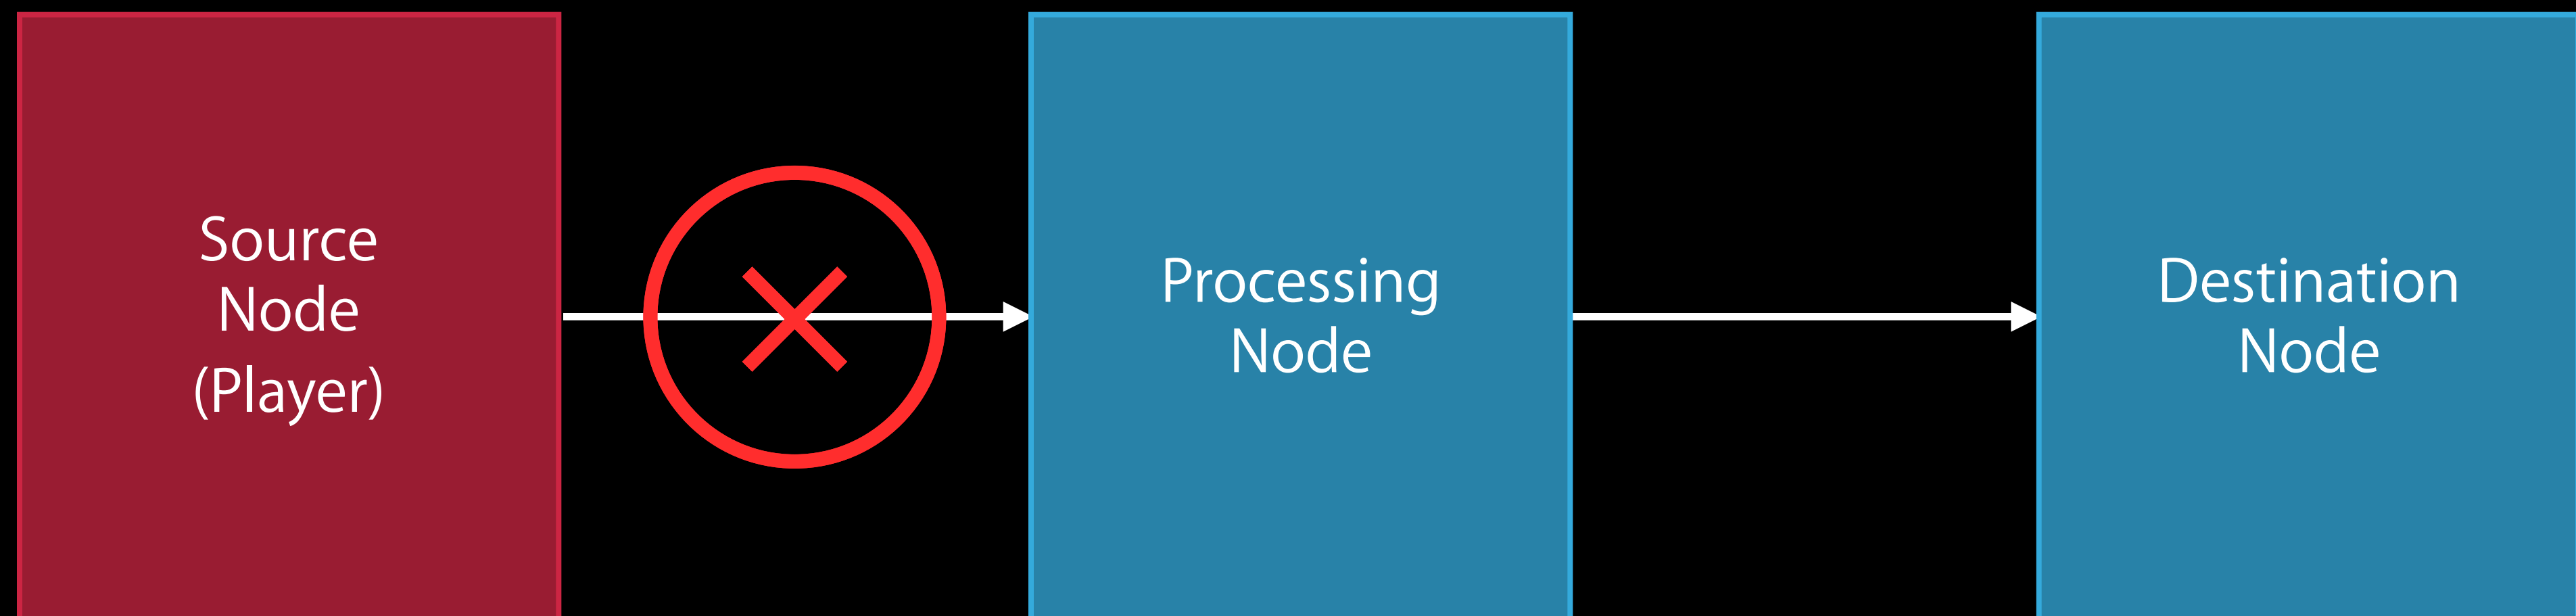 Source
Node
(Player)
Processing
Node
Destination
Node